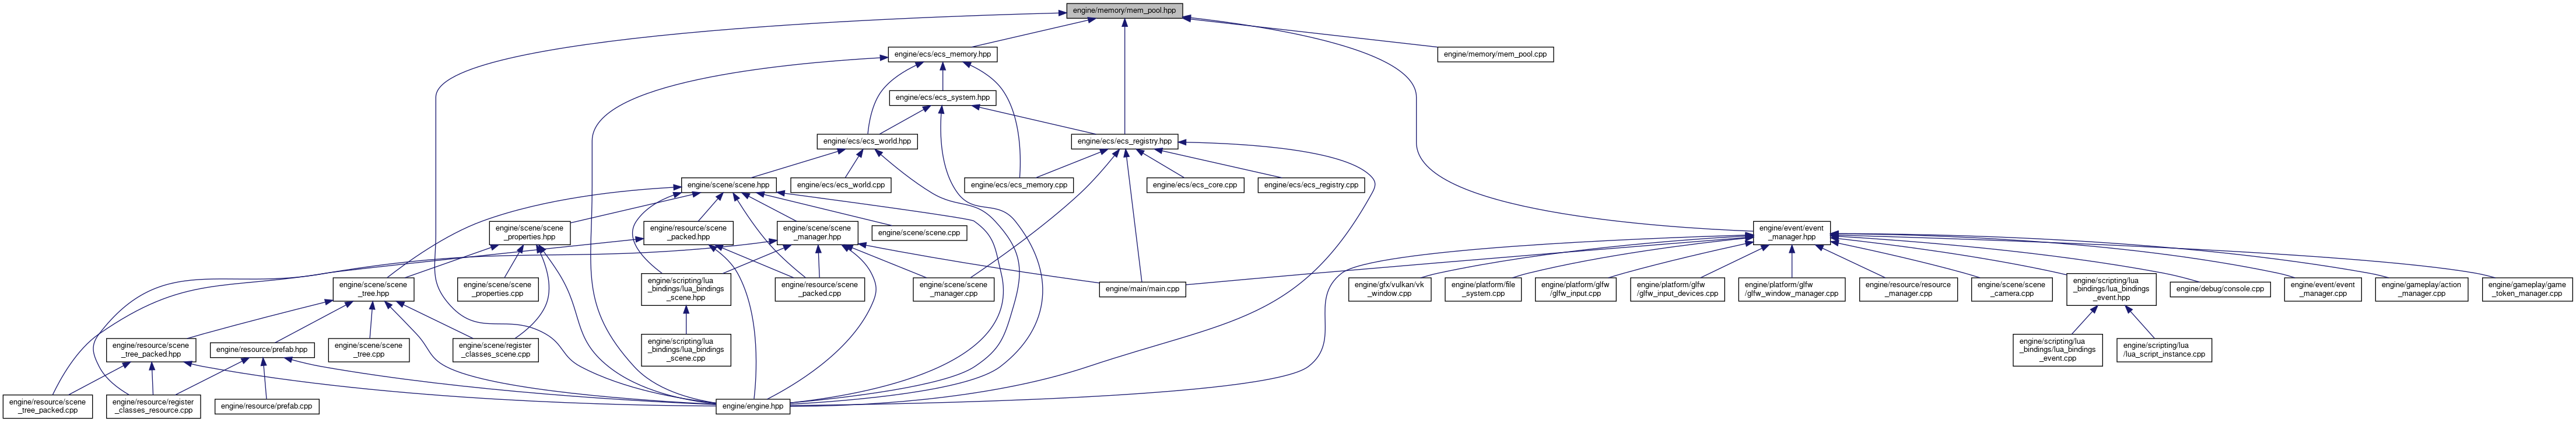 engine/memory/mem_pool.hpp
engine/ecs/ecs_memory.hpp
engine/memory/mem_pool.cpp
engine/ecs/ecs_system.hpp
engine/ecs/ecs_world.hpp
engine/ecs/ecs_registry.hpp
engine/scene/scene.hpp
engine/ecs/ecs_world.cpp
engine/ecs/ecs_memory.cpp
engine/ecs/ecs_core.cpp
engine/ecs/ecs_registry.cpp
engine/scene/scene
_properties.hpp
engine/resource/scene
_packed.hpp
engine/scene/scene
_manager.hpp
engine/scene/scene.cpp
engine/event/event
_manager.hpp
engine/scene/scene
_tree.hpp
engine/scene/scene
_properties.cpp
engine/scripting/lua
_bindings/lua_bindings
_scene.hpp
engine/resource/scene
_packed.cpp
engine/scene/scene
_manager.cpp
engine/main/main.cpp
engine/gfx/vulkan/vk
_window.cpp
engine/platform/file
_system.cpp
engine/platform/glfw
/glfw_input.cpp
engine/platform/glfw
/glfw_input_devices.cpp
engine/platform/glfw
/glfw_window_manager.cpp
engine/resource/resource
_manager.cpp
engine/scene/scene
_camera.cpp
engine/scripting/lua
_bindings/lua_bindings
_event.hpp
engine/debug/console.cpp
engine/event/event
_manager.cpp
engine/gameplay/action
_manager.cpp
engine/gameplay/game
_token_manager.cpp
engine/resource/scene
_tree_packed.hpp
engine/resource/prefab.hpp
engine/scene/scene
_tree.cpp
engine/scene/register
_classes_scene.cpp
engine/scripting/lua
_bindings/lua_bindings
_scene.cpp
engine/scripting/lua
_bindings/lua_bindings
_event.cpp
engine/scripting/lua
/lua_script_instance.cpp
engine/resource/scene
_tree_packed.cpp
engine/resource/register
_classes_resource.cpp
engine/resource/prefab.cpp
engine/engine.hpp